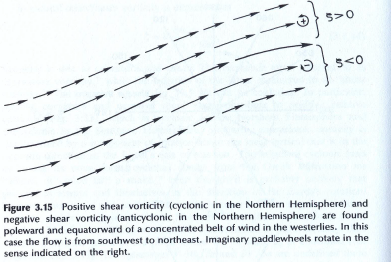 ζ>0
+
ζ<0
-
Figure 3.15 Positive shear vorticity (cyclonic in the Northern Hemisphere) and
negative shear vorticity (anticyclonic in the Northern Hemisphere) are found
poleward and equatorward of a concentrated belt of wind in the westerlies. In this
case the flow is from southwest to northeast. Imaginary paddlewheels rotate in the
sense indicated on the right.